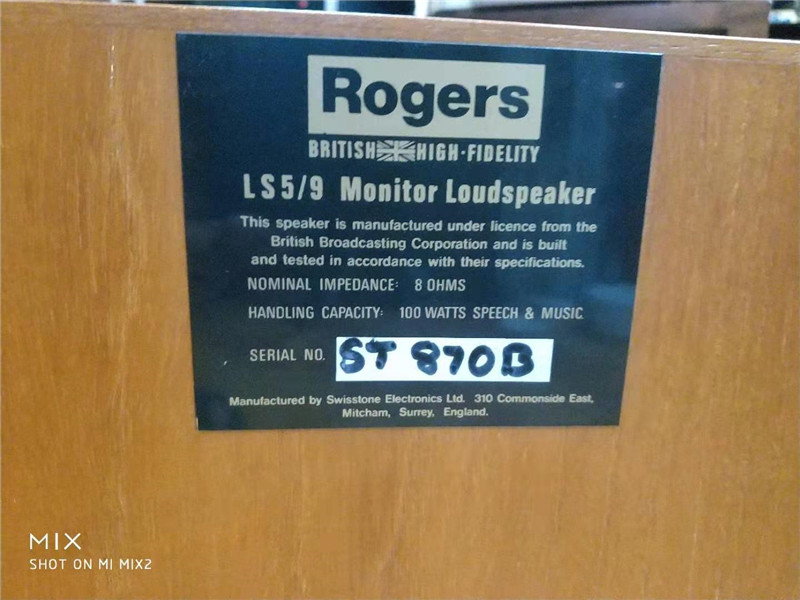 Rogers
BRITISH HIGH·FIDELITY
LS5/9 Monitor Loudspeaker
This speaker is manufactured under licence from the
British Broadcasting Corporation and is built
and tested in accordance with their specifications.
NOMINAL IMPEDANCE: 8 OHMS
HANDLING CAPACITY: 100 WATTS SPEECH & MUSIC
SERIAL NO. ST 870B
Manufactured by Swisstone Electronics Ltd. 310 Commonside East,
Mitcham, Surrey, England.
MIX
SHOT ON MI MIX2